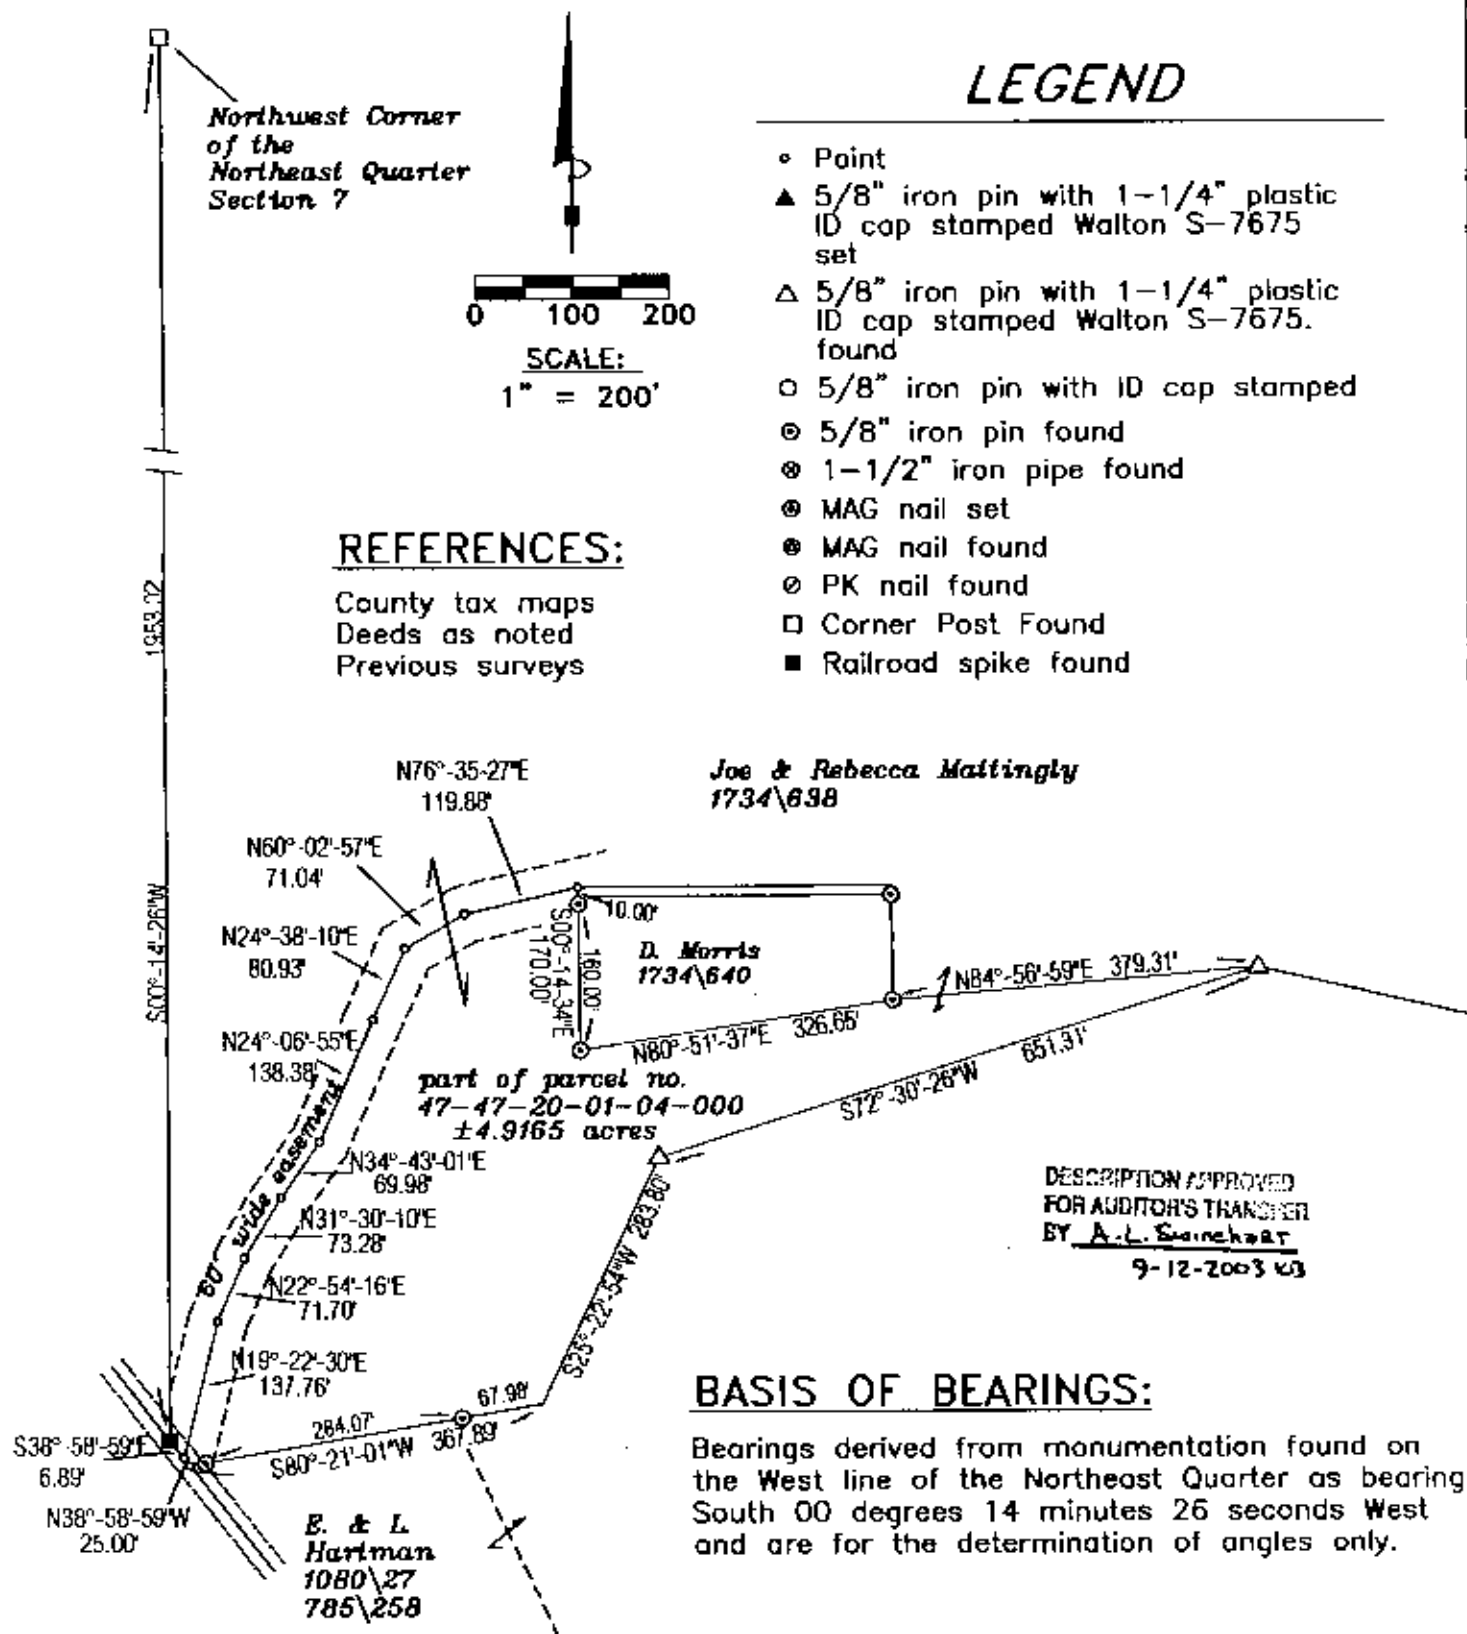 Northwest Corner
of the
Northeast Quarter
Section 7
0 100 200
SCALE:
1" = 200'
LEGEND
Point
5/8" iron pin with 1-1/4" plastic
ID cap stamped Walton S-7675
set
5/8" iron pin with 1-1/4" plastic
ID cap stamped Walton S-7675.
found
5/8" iron pin with ID cap stamped
5/8" iron pin found
1-1/2" iron pipe found
MAG nail set
MAG nail found
PK nail found
Corner Post Found
Railroad spike found
REFERENCES:
County tax maps
Deeds as noted
Previous surveys
1953.02
S00°-14'-26"W
N76°-35-27"E
119.88'
Joe & Rebecca Mattingly
1734\638
N60°-02'-57"E
71.04'
N24°-38'-10"E
80.93'
N24°-06'-55"E
138.38'
10.00'
S00°-14-34"E
170.00'
160.00'
D. Morris
1734\640
N84°-56'-59"E 379.31'
N80°-51'-37"E 326.65'
651.31'
S72°-30'-26"W
part of parcel no.
47-47-20-01-04-000
±4.9165 acres
60' wide easement
N34°-43'-01"E
69.98'
N31°-30'-10"E
73.28'
N22°-54'-16"E
71.70'
N19°-22'-30"E
137.76'
S25°-22'-54"W 283.80'
DESCRIPTION APPROVED
FOR AUDITOR'S TRANSFER
BY A.L. Swinehart
9-12-2003
67.98'
284.07'
S80°-21'-01"W 367.89'
S38°-58'-59"E
6.89'
N38°-58'-59"W
25.00'
E. & L.
Hartman
1080\27
785\258
BASIS OF BEARINGS:
Bearings derived from monumentation found on
the West line of the Northeast Quarter as bearing
South 00 degrees 14 minutes 26 seconds West
and are for the determination of angles only.